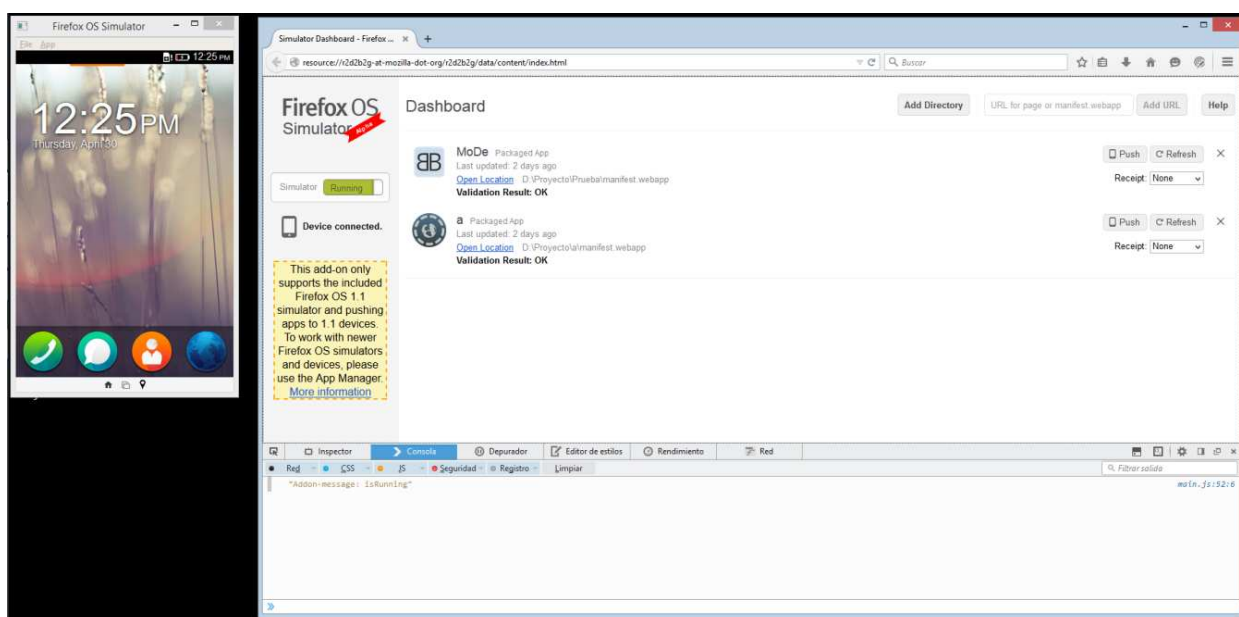 Firefox OS Simulator
File App
12:25 PM
12:25 PM
Thursday, April 30
Simulator Dashboard - Firefox ...
resource://r2d2b2g-at-mozilla-dot-org/r2d2b2g/data/content/index.html
Buscar
Firefox OS
Simulator
Alpha
Simulator Running
Device connected.
This add-on only
supports the included
Firefox OS 1.1
simulator and pushing
apps to 1.1 devices.
To work with newer
Firefox OS simulators
and devices, please
use the App Manager.
More information
Dashboard
Add Directory URL for page or manifest.webapp Add URL Help
BB
MoDe Packaged App
Last updated: 2 days ago
Open Location D:\Proyecto\Prueba\manifest.webapp
Validation Result: OK
Push Refresh
Receipt: None
a Packaged App
Last updated: 2 days ago
Open Location D:\Proyecto\a\manifest.webapp
Validation Result: OK
Push Refresh
Receipt: None
Inspector Consola Depurador Editor de estilos Rendimiento Red
Red CSS JS Seguridad Registro Limpiar Filtrar salida
"Addon-message: isRunning" main.js:52:6